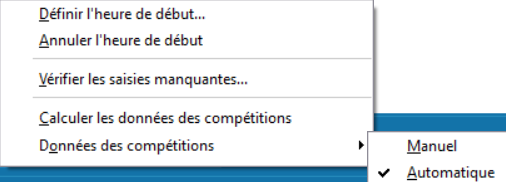 Définir l'heure de début...
Annuler l'heure de début
Vérifier les saisies manquantes...
Calculer les données des compétitions
Données des compétitions
Manuel
Automatique